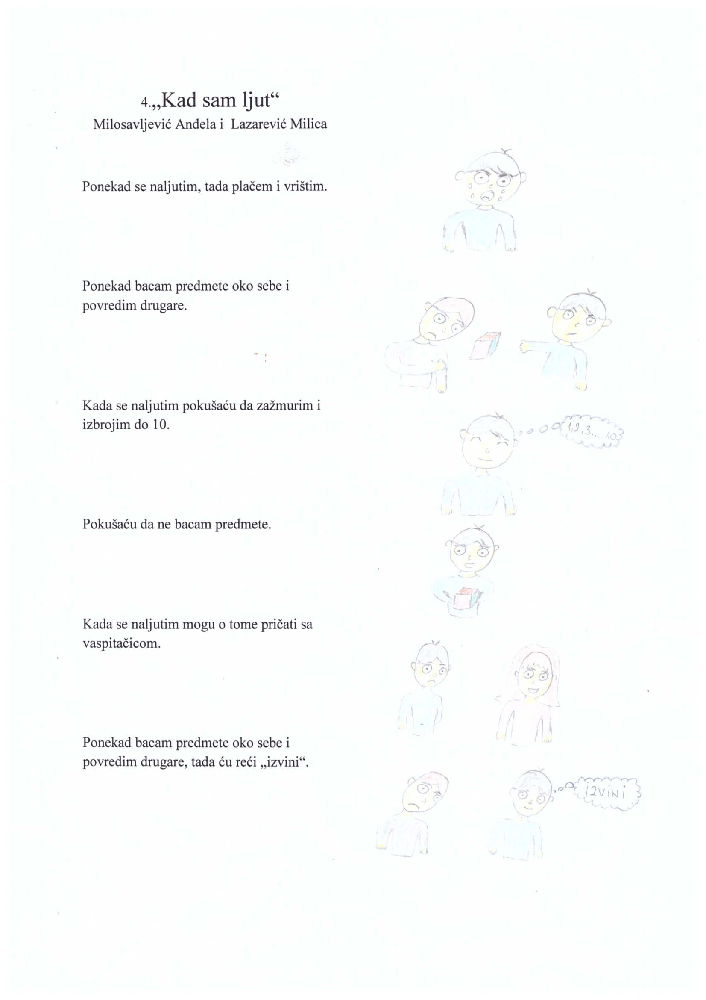 4.„Kad sam ljut“
Milosavljević Anđela i Lazarević Milica
Ponekad se naljutim, tada plačem i vrištim.
Ponekad bacam predmete oko sebe i
povredim drugare.
Kada se naljutim pokušaću da zažmurim i
izbrojim do 10.
1,2,3.... 10
Pokušaću da ne bacam predmete.
Kada se naljutim mogu o tome pričati sa
vaspitačicom.
Ponekad bacam predmete oko sebe i
povredim drugare, tada ću reći „izvini“.
iZViNi